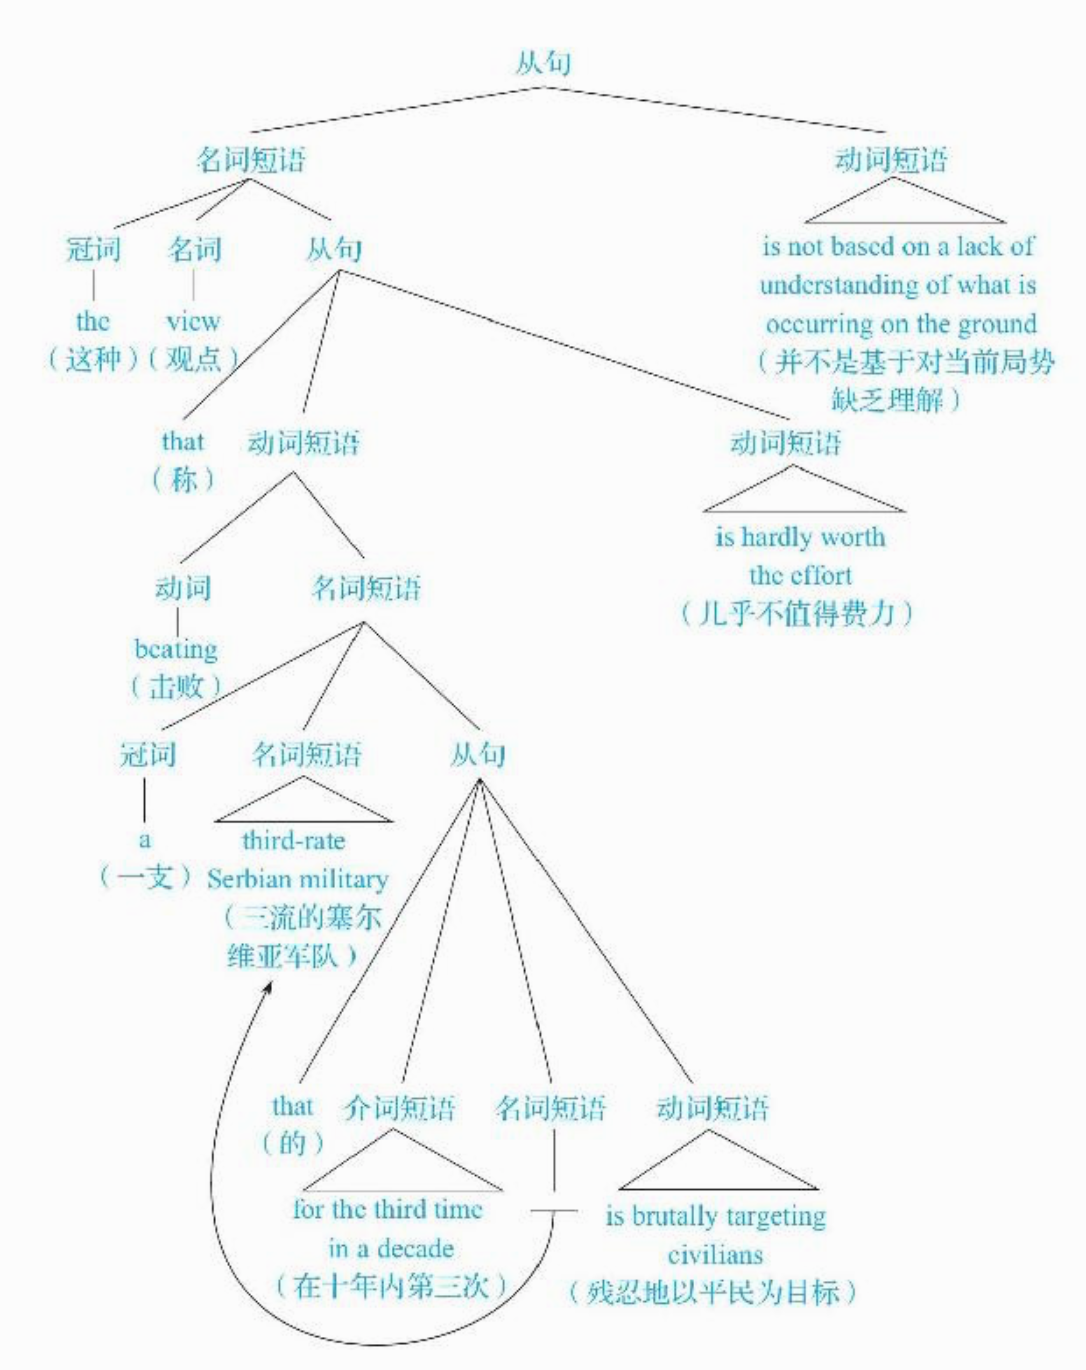 从句
名词短语 动词短语
冠词 名词 从句
the view
（这种）（观点）
is not based on a lack of
understanding of what is
occurring on the ground
（并不是基于对当前局势
缺乏理解）
that 动词短语 动词短语
（称）
is hardly worth
the effort
（几乎不值得费力）
动词 名词短语
beating
（击败）
冠词 名词短语 从句
a
（一支）
third-rate
Serbian military
（三流的塞尔
维亚军队）
that 介词短语 名词短语 动词短语
（的）
for the third time
in a decade
（在十年内第三次）
is brutally targeting
civilians
（残忍地以平民为目标）